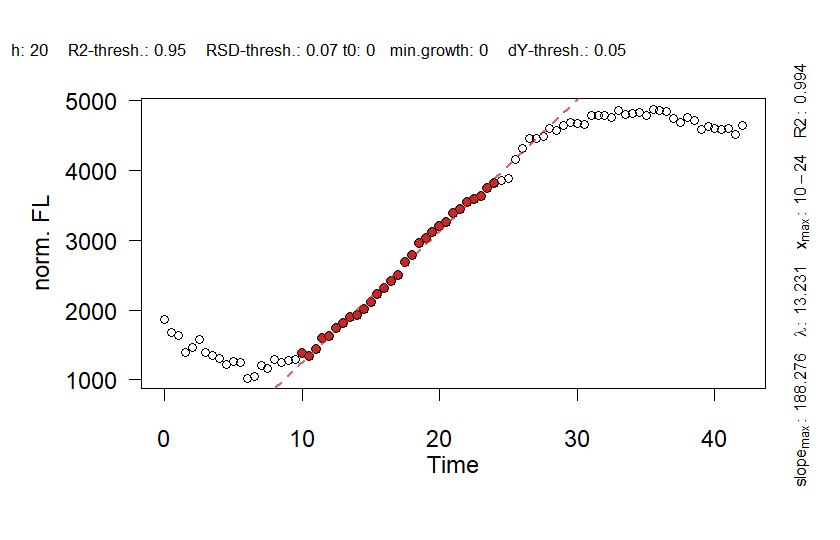 h: 20 R2-thresh.: 0.95 RSD-thresh.: 0.07 t0: 0 min.growth: 0 dY-thresh.: 0.05
5000
4000
3000
2000
1000
norm. FL
0 10 20 30 40
Time
slopemax: 188.276 λ: 13.231 xmax: 10−24 R2: 0.994